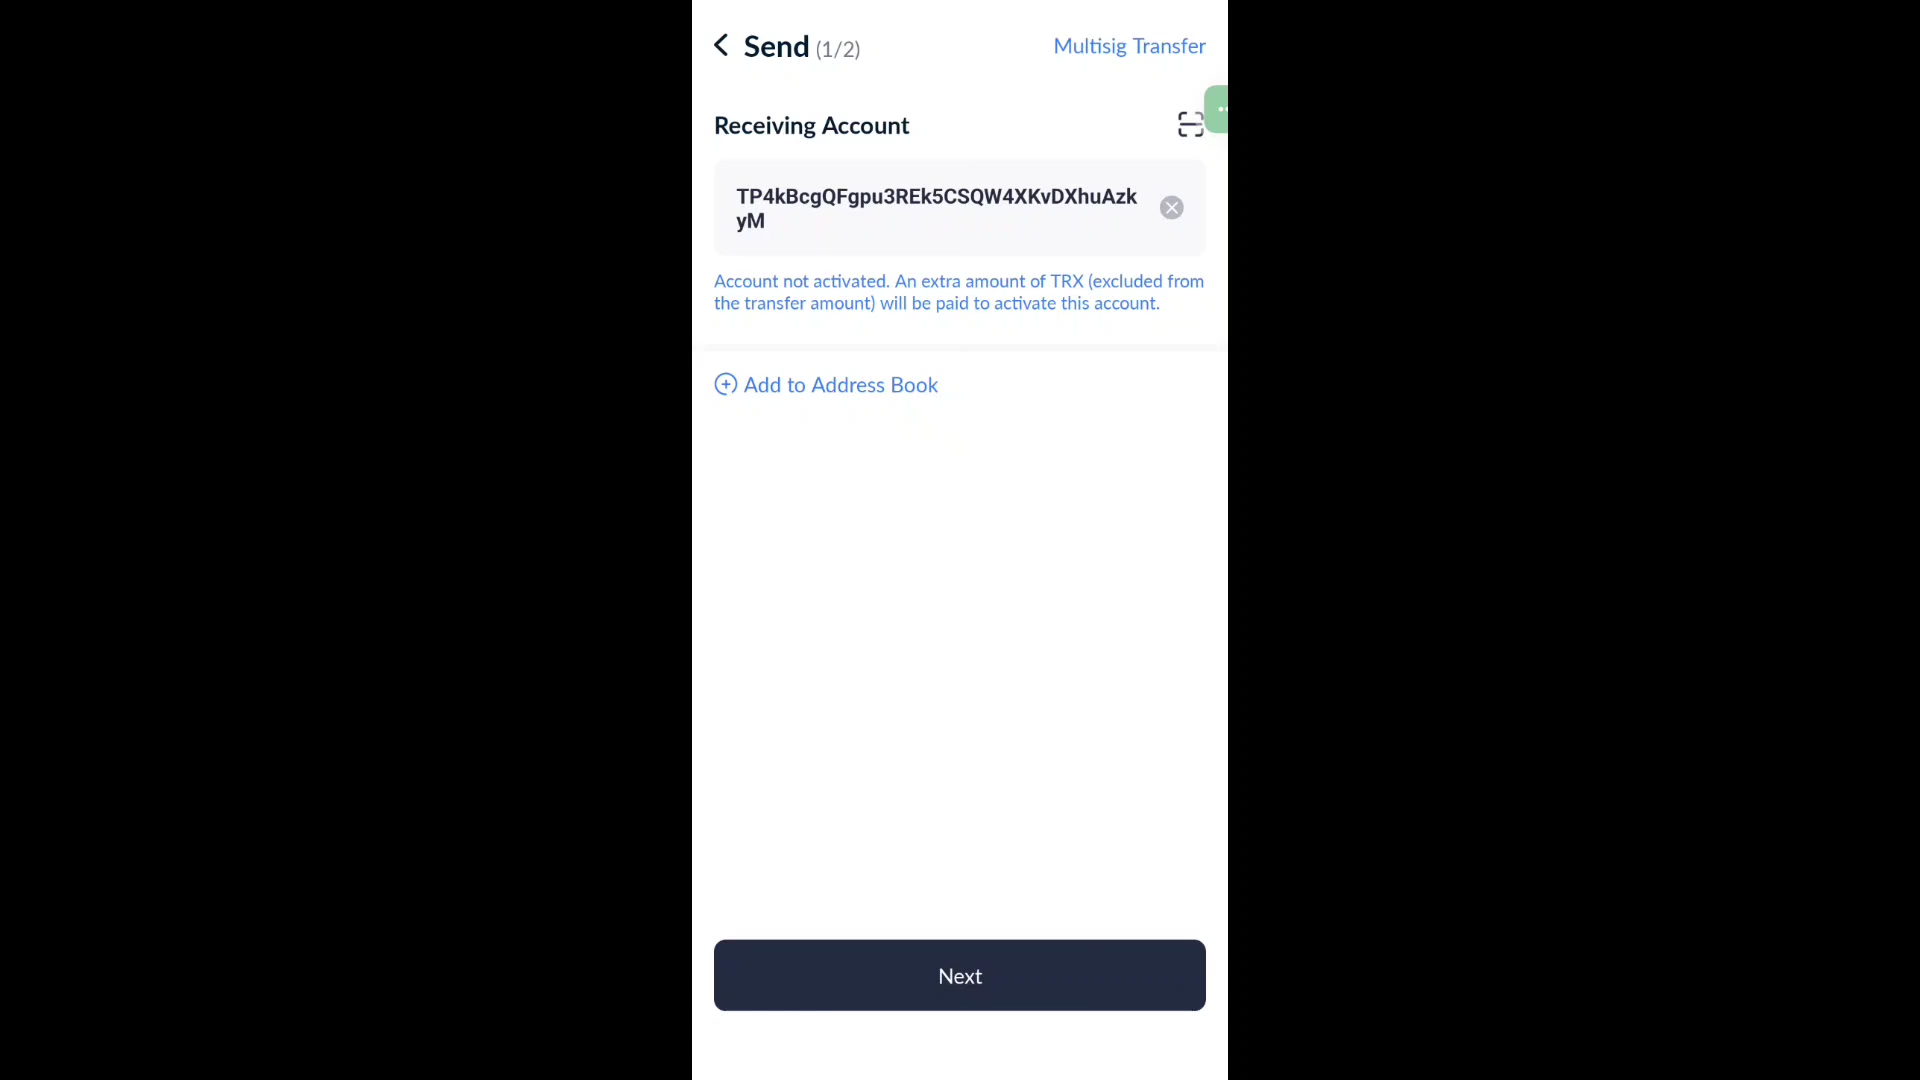 Send (1/2)
Multisig Transfer
Receiving Account
TP4kBcgQFgpu3REk5CSQW4XKvDXhuAzk
yM
Account not activated. An extra amount of TRX (excluded from
the transfer amount) will be paid to activate this account.
Add to Address Book
Next